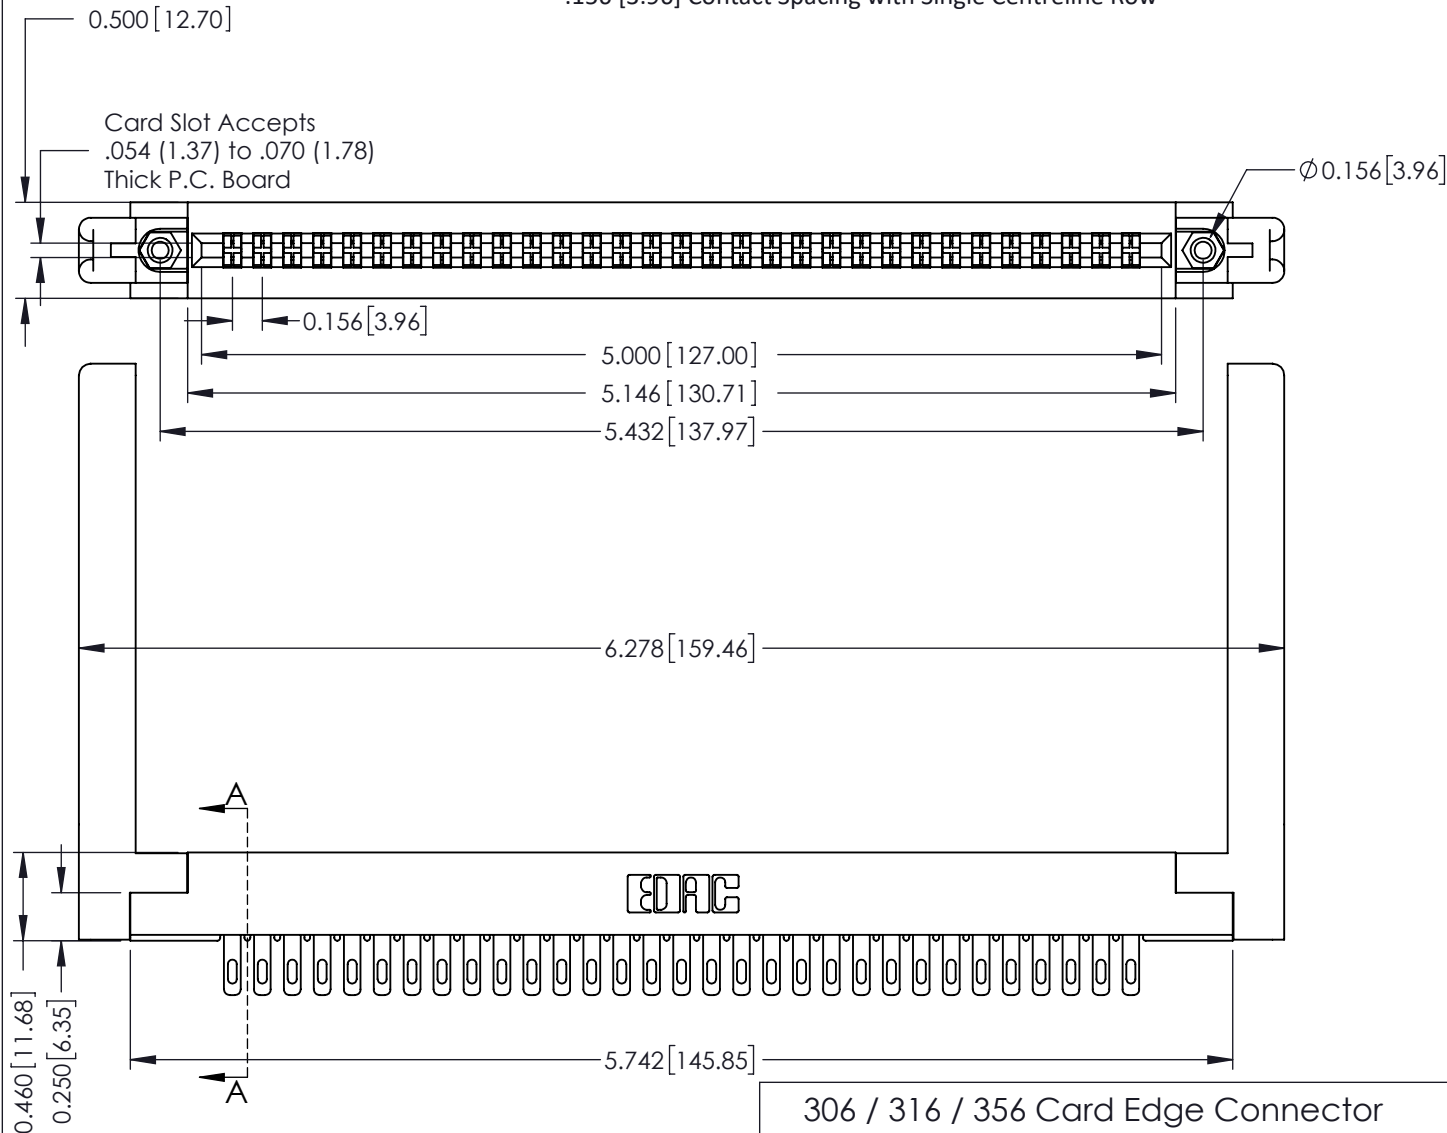 .156 [3.96] Contact Spacing with Single Centreline Row
0.500 [12.70]
Card Slot Accepts
.054 (1.37) to .070 (1.78)
Thick P.C. Board
Ø0.156[3.96]
0.156[3.96]
5.000[127.00]
5.146[130.71]
5.432[137.97]
6.278[159.46]
A
EDAC
0.460[11.68]
0.250[6.35]
5.742[145.85]
A
306 / 316 / 356 Card Edge Connector